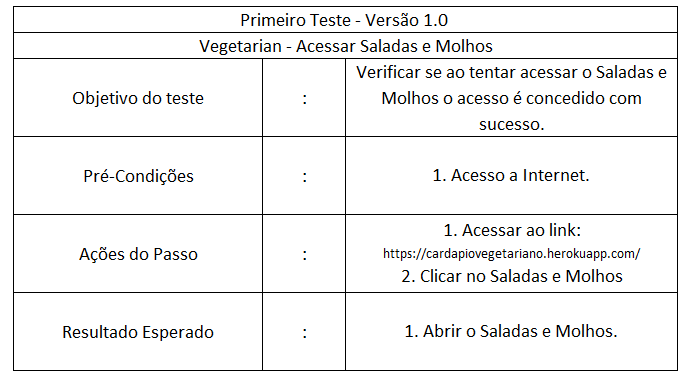 Primeiro Teste - Versão 1.0
Vegetarian - Acessar Saladas e Molhos
Objetivo do teste
:
Verificar se ao tentar acessar o Saladas e
Molhos o acesso é concedido com
sucesso.
Pré-Condições
:
1. Acesso a Internet.
Ações do Passo
:
1. Acessar ao link:
https://cardapiovegetariano.herokuapp.com/
2. Clicar no Saladas e Molhos
Resultado Esperado
:
1. Abrir o Saladas e Molhos.